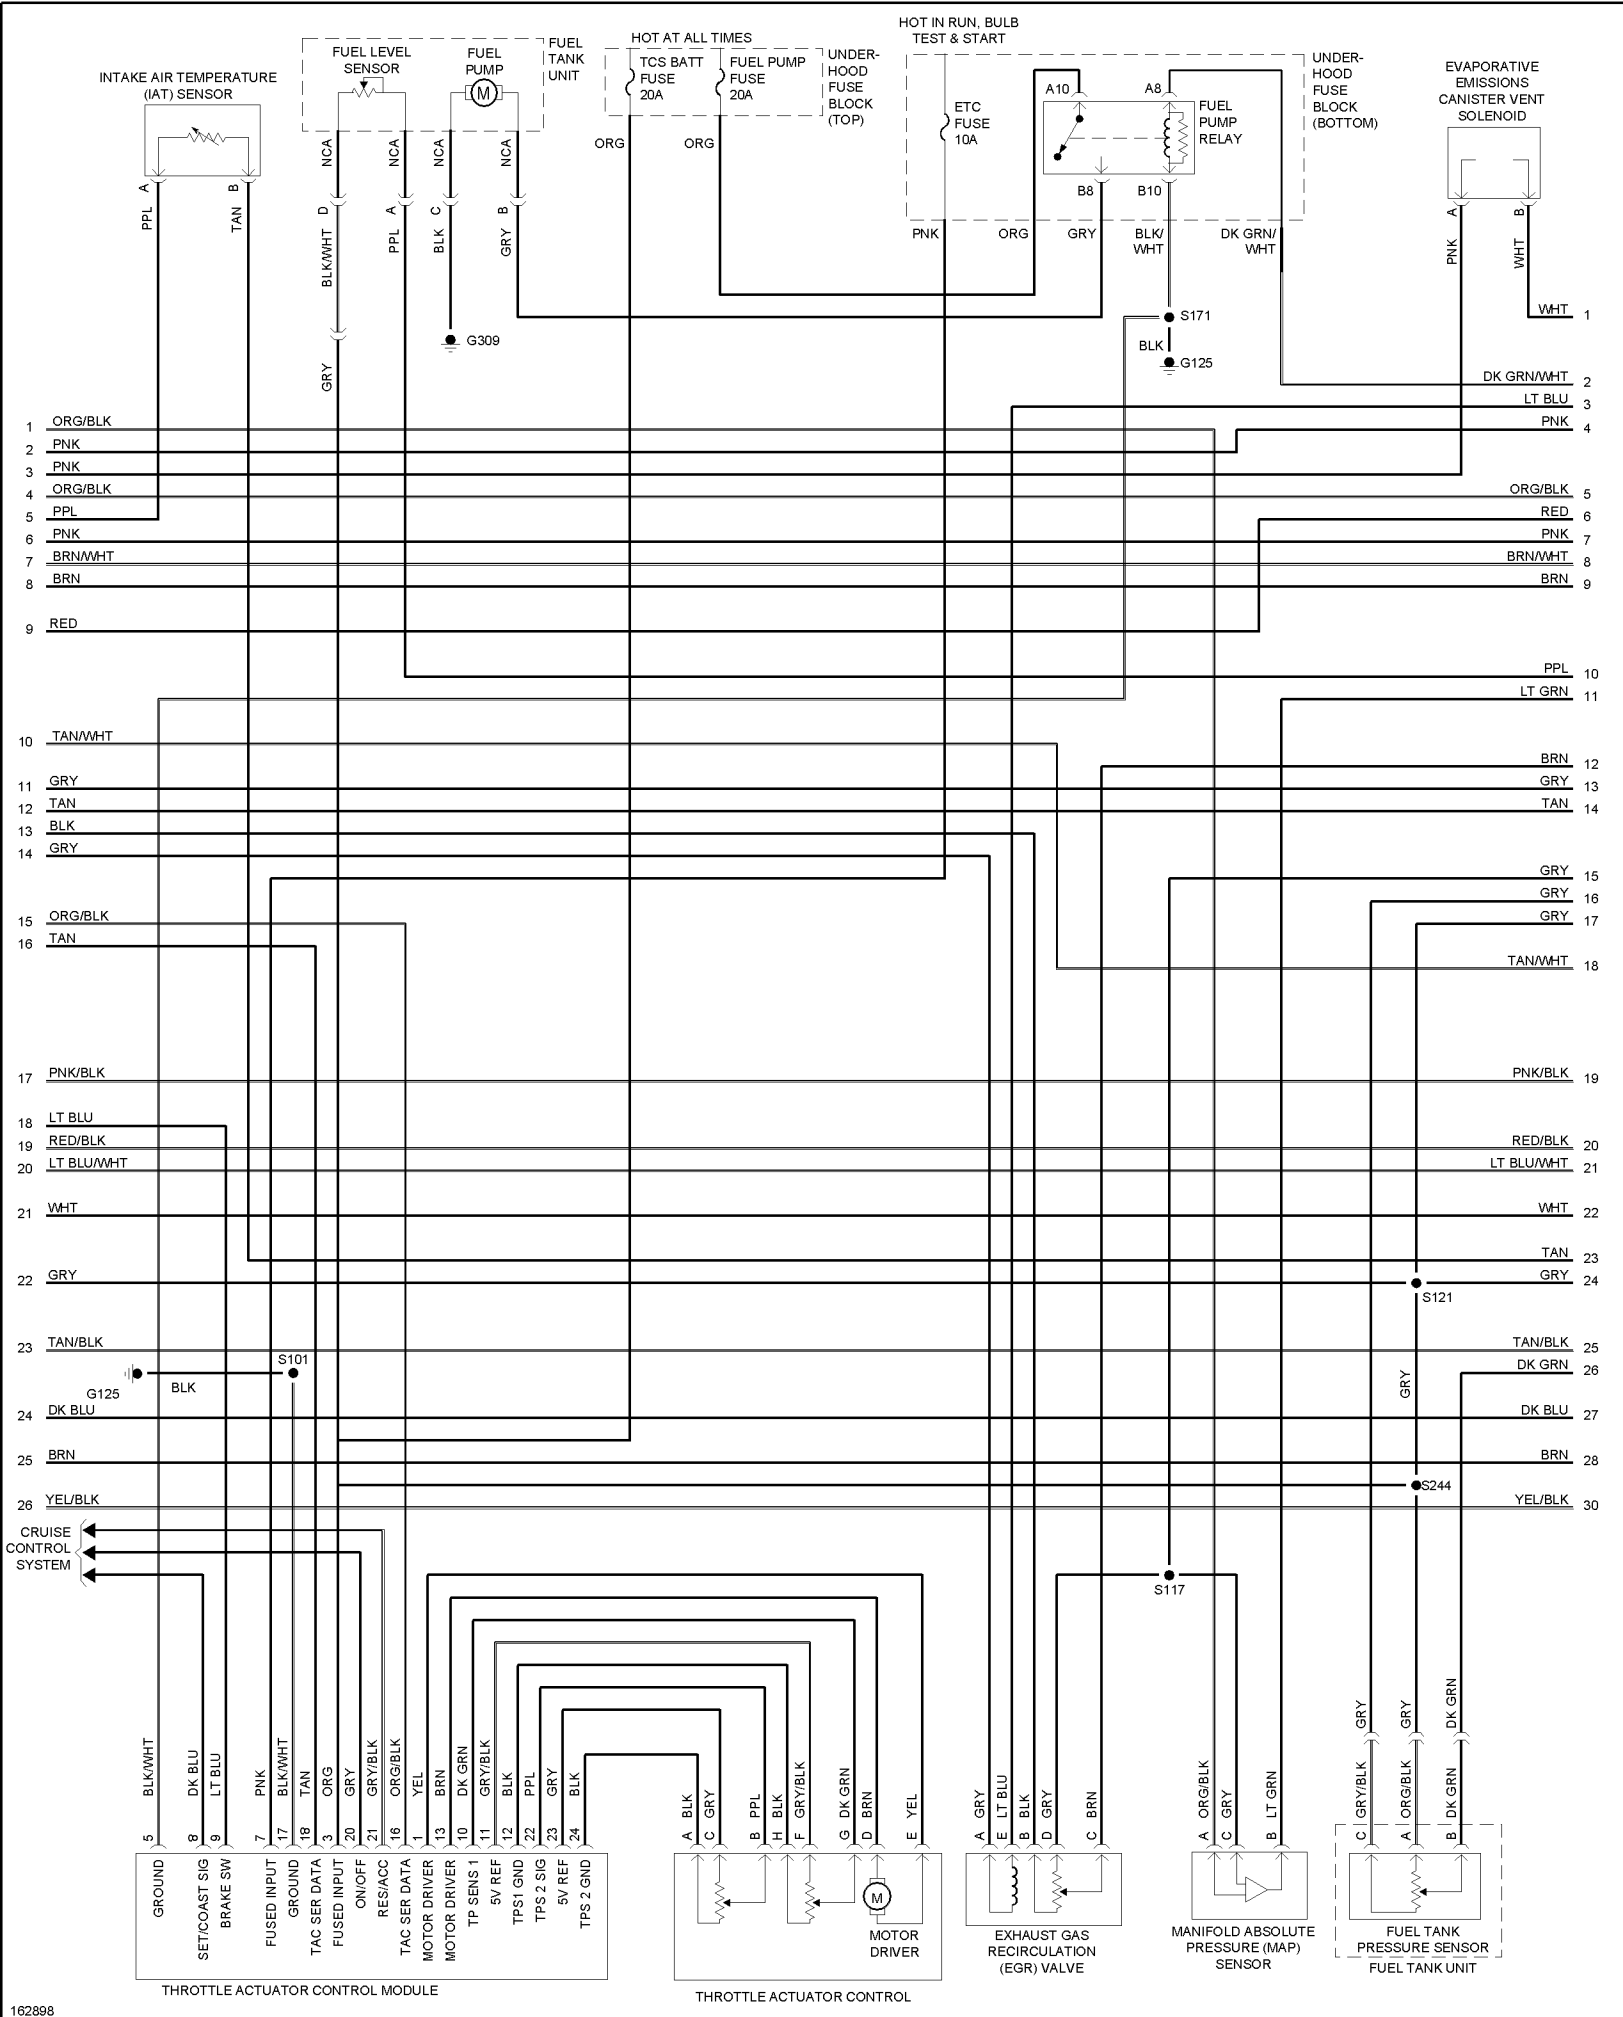 HOT IN RUN, BULB
TEST & START
FUEL LEVEL
SENSOR
FUEL
PUMP
M
FUEL
TANK
UNIT
HOT AT ALL TIMES
TCS BATT
FUSE
20A
FUEL PUMP
FUSE
20A
UNDER-
HOOD
FUSE
BLOCK
(TOP)
ETC
FUSE
10A
A10
A8
FUEL
PUMP
RELAY
B8
B10
UNDER-
HOOD
FUSE
BLOCK
(BOTTOM)
EVAPORATIVE
EMISSIONS
CANISTER VENT
SOLENOID
INTAKE AIR TEMPERATURE
(IAT) SENSOR
A
B
PPL
TAN
NCA
NCA
NCA
NCA
D
A
C
B
BLK/WHT
PPL
BLK
GRY
ORG
ORG
PNK
ORG
GRY
BLK/
WHT
DK GRN/
WHT
A
B
PNK
WHT
G309
GRY
S171
BLK
G125
WHT 1
DK GRN/WHT 2
LT BLU 3
1 ORG/BLK
PNK 4
2 PNK
3 PNK
4 ORG/BLK
ORG/BLK 5
5 PPL
RED 6
6 PNK
PNK 7
7 BRN/WHT
BRN/WHT 8
8 BRN
BRN 9
9 RED
PPL 10
LT GRN 11
10 TAN/WHT
BRN 12
11 GRY
GRY 13
12 TAN
TAN 14
13 BLK
14 GRY
GRY 15
GRY 16
15 ORG/BLK
GRY 17
16 TAN
TAN/WHT 18
17 PNK/BLK
PNK/BLK 19
18 LT BLU
19 RED/BLK
RED/BLK 20
20 LT BLU/WHT
LT BLU/WHT 21
21 WHT
WHT 22
TAN 23
22 GRY
GRY 24
S121
23 TAN/BLK
TAN/BLK 25
S101
DK GRN 26
G125
BLK
GRY
24 DK BLU
DK BLU 27
25 BRN
BRN 28
S244
26 YEL/BLK
YEL/BLK 30
CRUISE
CONTROL
SYSTEM
S117
BLK/WHT
DK BLU
LT BLU
PNK
BLK/WHT
TAN
ORG
GRY
GRY/BLK
ORG/BLK
YEL
BRN
DK GRN
GRY/BLK
BLK
PPL
GRY
BLK
5
8
9
7
17
18
3
20
21
16
1
13
10
11
12
22
23
24
GROUND
SET/COAST SIG
BRAKE SW
FUSED INPUT
GROUND
TAC SER DATA
FUSED INPUT
ON/OFF
RES/ACC
TAC SER DATA
MOTOR DRIVER
MOTOR DRIVER
TP SENS 1
5V REF
TPS1 GND
TPS 2 SIG
5V REF
TPS 2 GND
THROTTLE ACTUATOR CONTROL MODULE
A BLK
C GRY
B PPL
H BLK
F GRY/BLK
G DK GRN
D BRN
E YEL
M
MOTOR
DRIVER
THROTTLE ACTUATOR CONTROL
A GRY
E LT BLU
B BLK
D GRY
C BRN
EXHAUST GAS
RECIRCULATION
(EGR) VALVE
A ORG/BLK
C GRY
B LT GRN
MANIFOLD ABSOLUTE
PRESSURE (MAP)
SENSOR
GRY
GRY
DK GRN
C GRY/BLK
A ORG/BLK
B DK GRN
FUEL TANK
PRESSURE SENSOR
FUEL TANK UNIT
162898